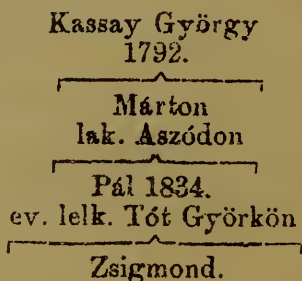 Kassay György
1792.
Márton
lak. Aszódon
Pál 1834.
ev. lelk. Tót Györkön
Zsigmond.